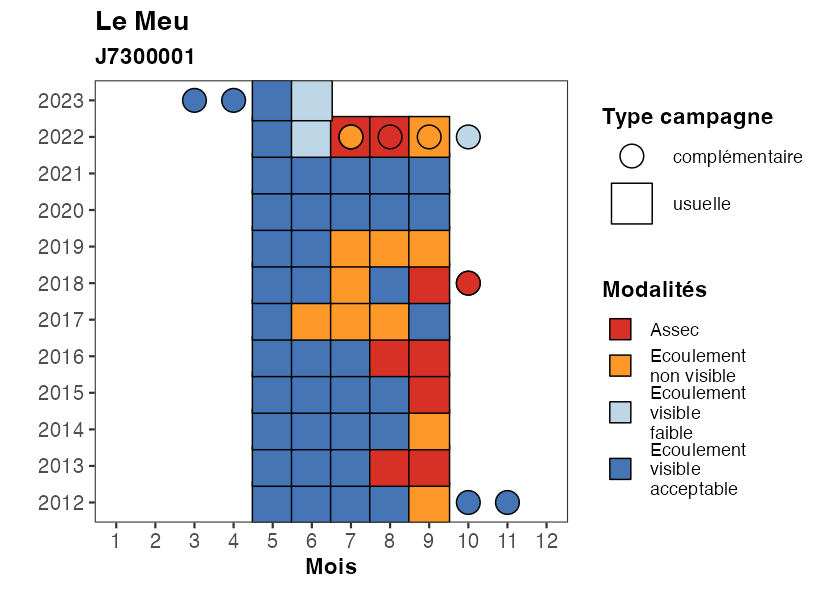 Le Meu
J7300001
2023
2022
2021
2020
2019
2018
2017
2016
2015
2014
2013
2012
1 2 3 4 5 6 7 8 9 10 11 12
Mois
Type campagne
complémentaire
usuelle
Modalités
Assec
Ecoulement
non visible
Ecoulement
visible
faible
Ecoulement
visible
acceptable